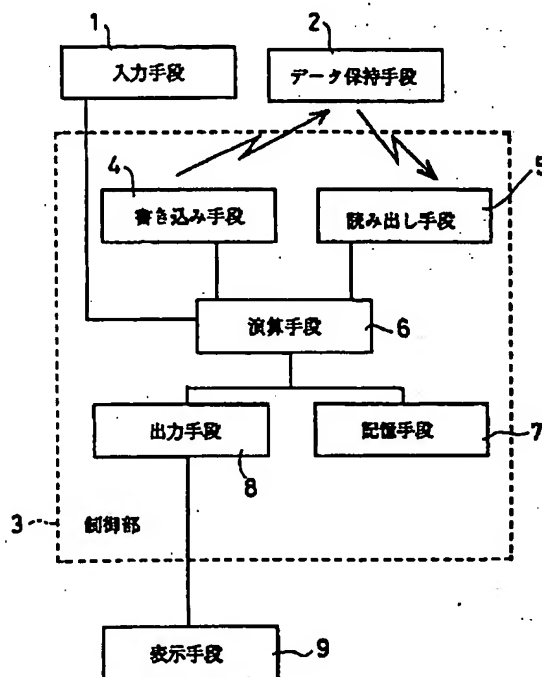 1
2
入力手段
データ保持手段
4
5
書き込み手段
読み出し手段
演算手段
6
出力手段
記憶手段
7
8
3
制御部
表示手段
9